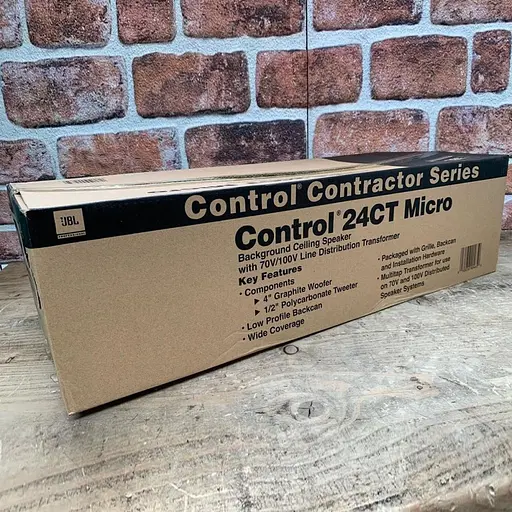 JBL
PROFESSIONAL
Control® Contractor Series
Control® 24CT Micro
Background Ceiling Speaker
with 70V/100V Line Distribution Transformer
Key Features
• Components
▶ 4" Graphite Woofer
▶ 1/2" Polycarbonate Tweeter
• Low Profile Backcan
• Wide Coverage
• Packaged with Grille, Backcan
and Installation Hardware
• Multitap Transformer for use
on 70V and 100V Distributed
Speaker Systems